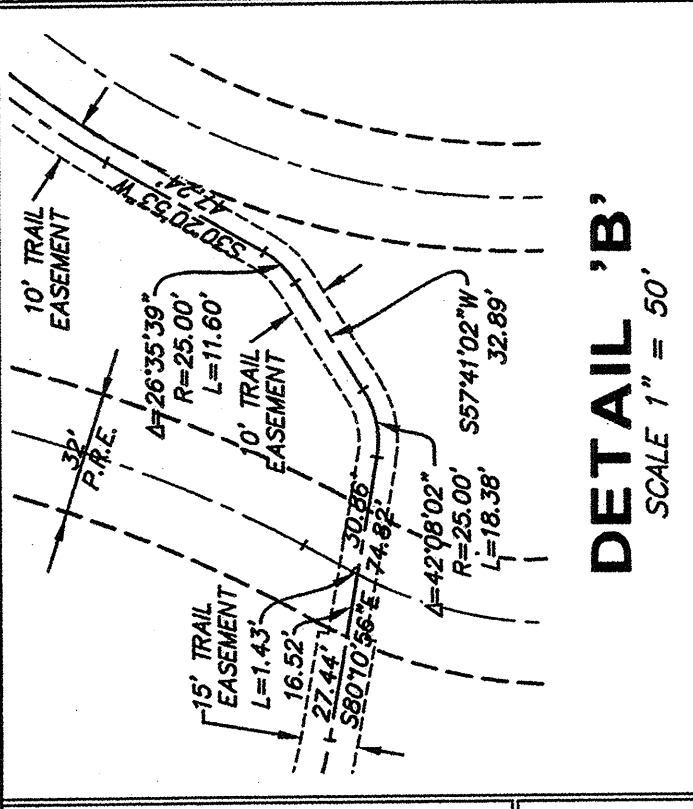 10' TRAIL
EASEMENT
S30°20'53"W
47.24'
Δ=26°35'39"
R=25.00'
L=11.60'
10' TRAIL
EASEMENT
32'
P.R.E.
S57°41'02"W
32.89'
Δ=42°08'02"
R=25.00'
L=18.38'
30.86'
74.82'
15' TRAIL
EASEMENT
L=1.43'
16.52'
27.44'
S80°10'56"E
DETAIL 'B'
SCALE 1" = 50'